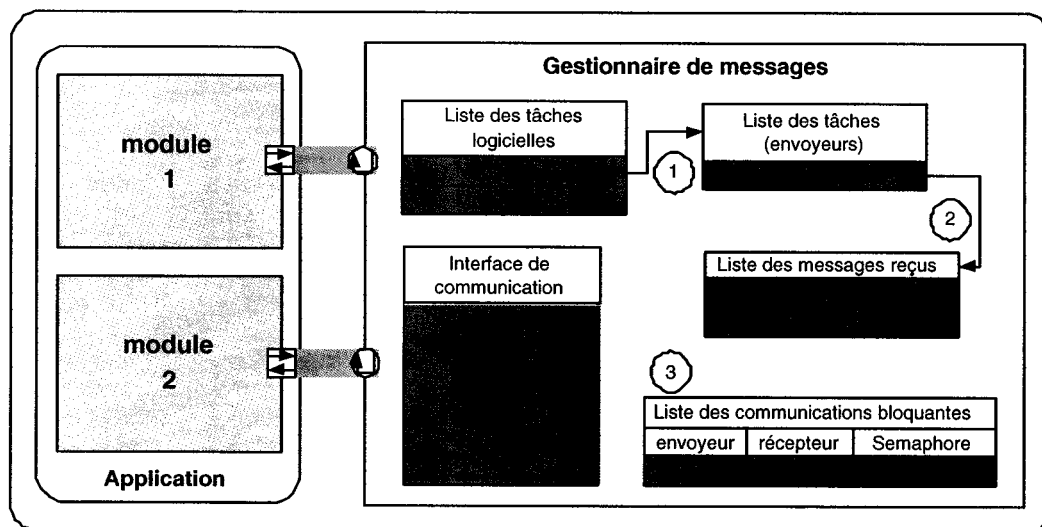 Gestionnaire de messages
module
1
module
2
Application
Liste des tâches
logicielles
1
Liste des tâches
(envoyeurs)
2
Liste des messages reçus
Interface de
communication
3
Liste des communications bloquantes
envoyeur récepteur Semaphore